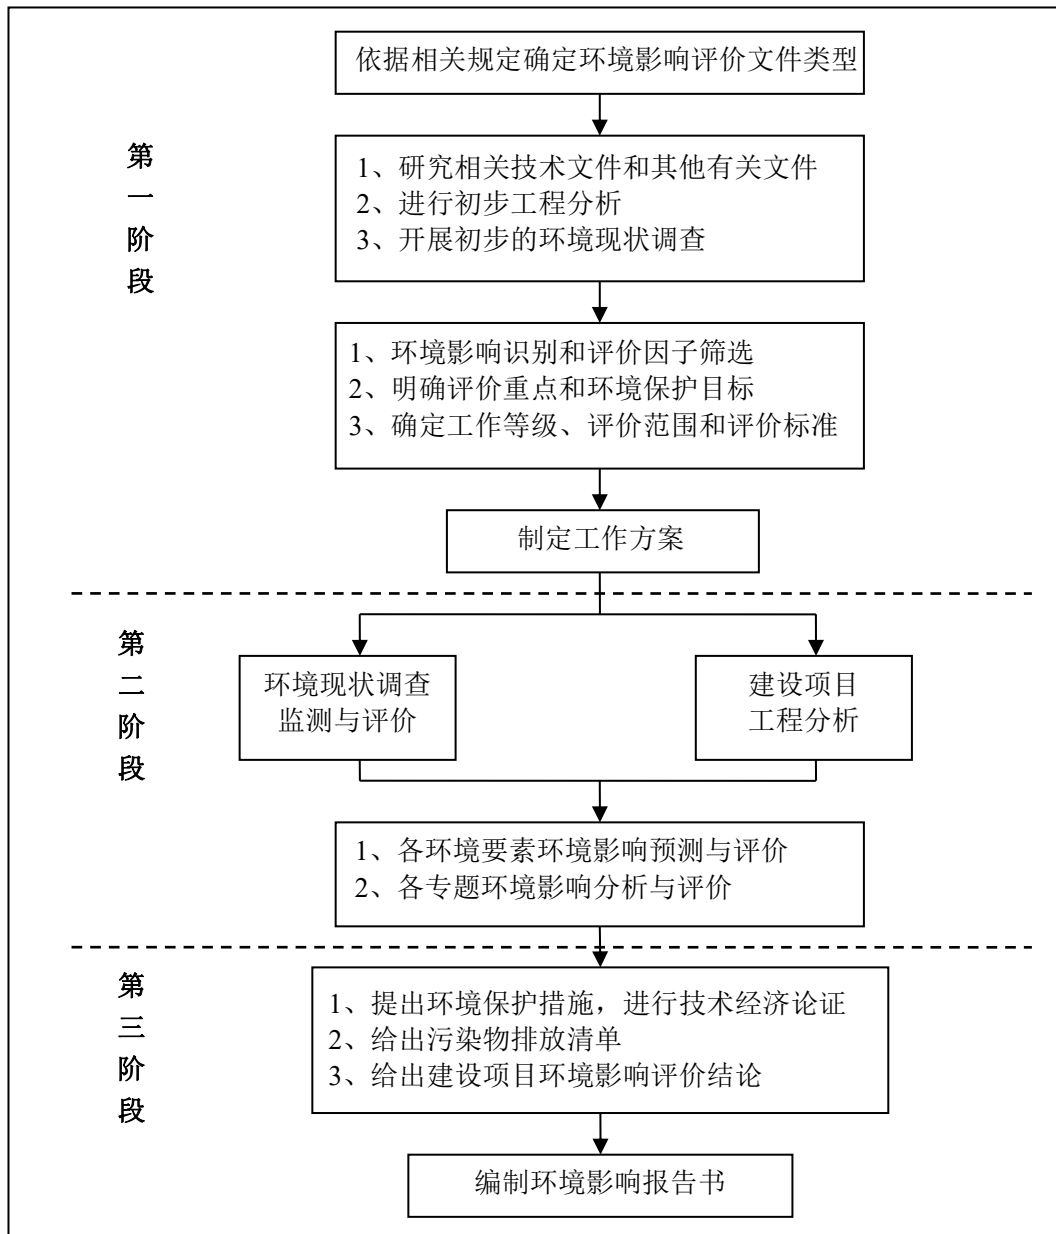 依据相关规定确定环境影响评价文件类型
第一阶段
1、研究相关技术文件和其他有关文件
2、进行初步工程分析
3、开展初步的环境现状调查
1、环境影响识别和评价因子筛选
2、明确评价重点和环境保护目标
3、确定工作等级、评价范围和评价标准
制定工作方案
第二阶段
环境现状调查
监测与评价
建设项目
工程分析
1、各环境要素环境影响预测与评价
2、各专题环境影响分析与评价
第三阶段
1、提出环境保护措施，进行技术经济论证
2、给出污染物排放清单
3、给出建设项目环境影响评价结论
编制环境影响报告书